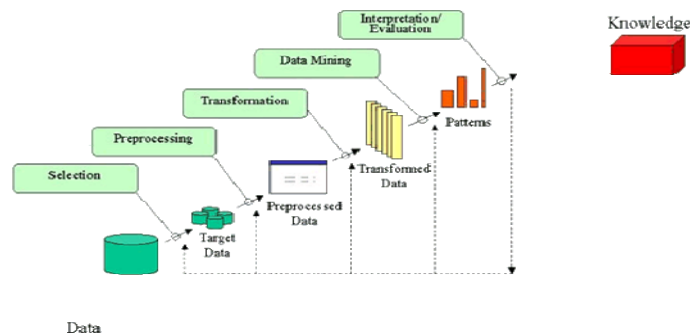 Interpretation/
Evaluation
Knowledge
Data Mining
Transformation
Patterns
Preprocessing
Transformed
Data
Selection
Preprocessed
Data
Target
Data
Data